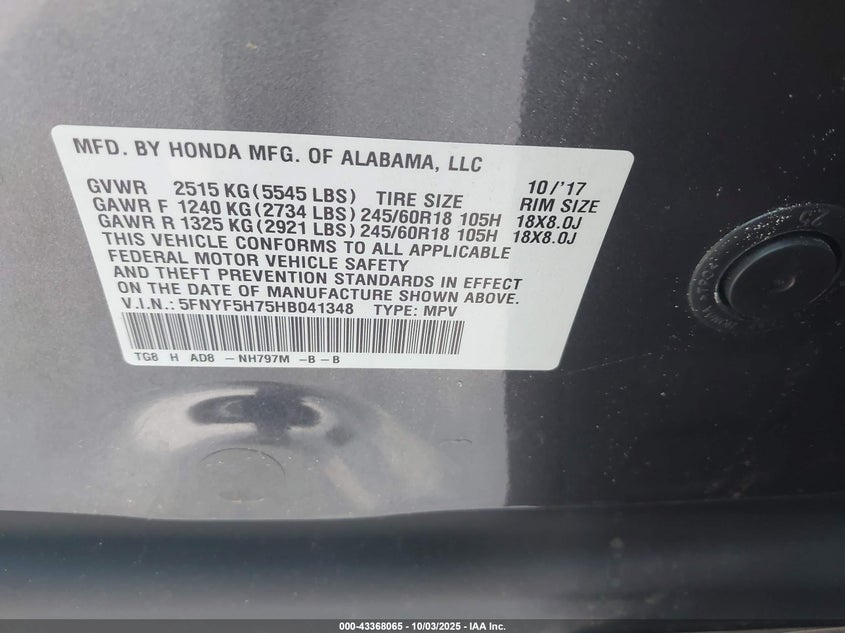 MFD. BY HONDA MFG. OF ALABAMA, LLC
10/'17
GVWR 2515 KG(5545 LBS) TIRE SIZE RIM SIZE
GAWR F 1240 KG(2734 LBS) 245/60R18 105H 18X8.0J
GAWR R 1325 KG(2921 LBS) 245/60R18 105H 18X8.0J
THIS VEHICLE CONFORMS TO ALL APPLICABLE
FEDERAL MOTOR VEHICLE SAFETY
AND THEFT PREVENTION STANDARDS IN EFFECT
ON THE DATE OF MANUFACTURE SHOWN ABOVE.
V.I.N.: 5FNYF5H75HB041348 TYPE: MPV
TG8 H AD8 - NH797M - B - B
000-43368065 - 10/03/2025 - IAA Inc.